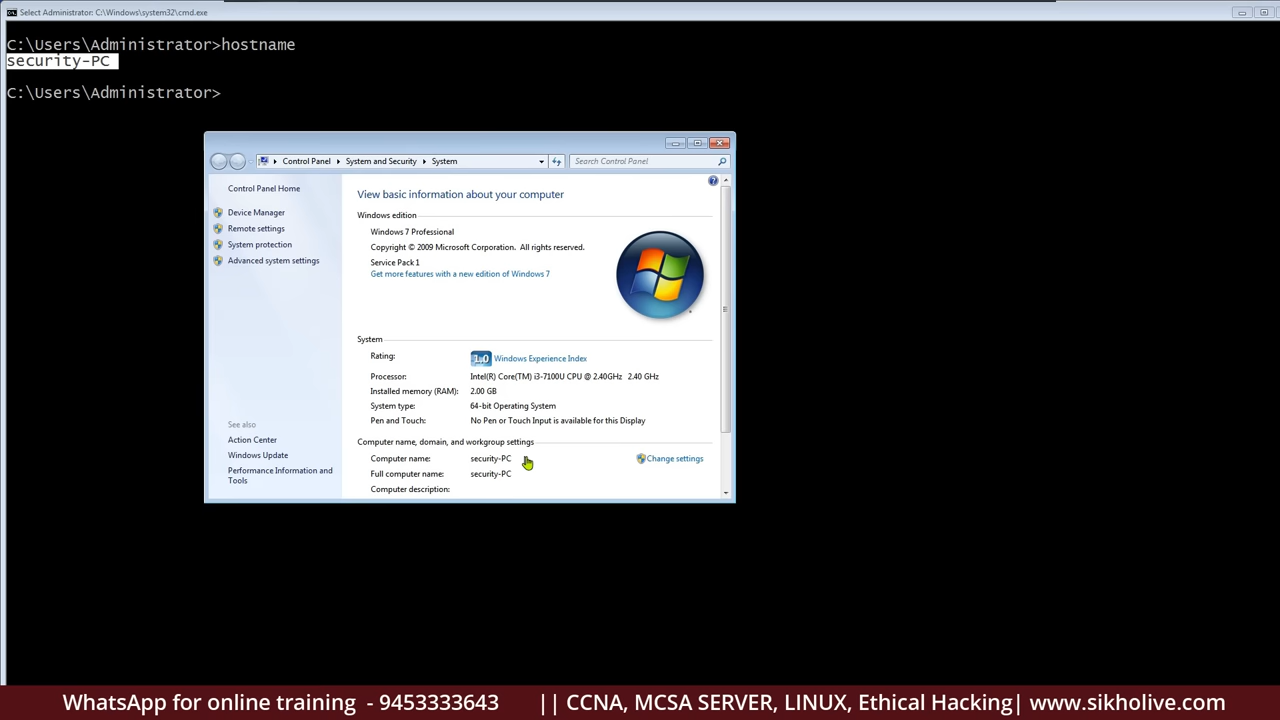 Select Administrator: C:\Windows\system32\cmd.exe
C:\Users\Administrator>hostname
security-PC
C:\Users\Administrator>
Control Panel ▸ System and Security ▸ System
Search Control Panel
Control Panel Home
Device Manager
Remote settings
System protection
Advanced system settings
See also
Action Center
Windows Update
Performance Information and
Tools
View basic information about your computer
Windows edition
Windows 7 Professional
Copyright © 2009 Microsoft Corporation. All rights reserved.
Service Pack 1
Get more features with a new edition of Windows 7
System
Rating: 1,0 Windows Experience Index
Processor: Intel(R) Core(TM) i3-7100U CPU @ 2.40GHz 2.40 GHz
Installed memory (RAM): 2.00 GB
System type: 64-bit Operating System
Pen and Touch: No Pen or Touch Input is available for this Display
Computer name, domain, and workgroup settings
Computer name: security-PC Change settings
Full computer name: security-PC
Computer description:
WhatsApp for online training - 9453333643 || CCNA, MCSA SERVER, LINUX, Ethical Hacking| www.sikholive.com